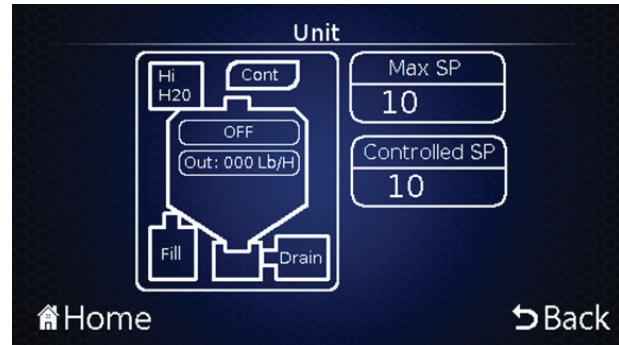 Unit
Hi
H20
Cont
OFF
Out: 000 Lb/H
Fill
Drain
Max SP
10
Controlled SP
10
Home
Back